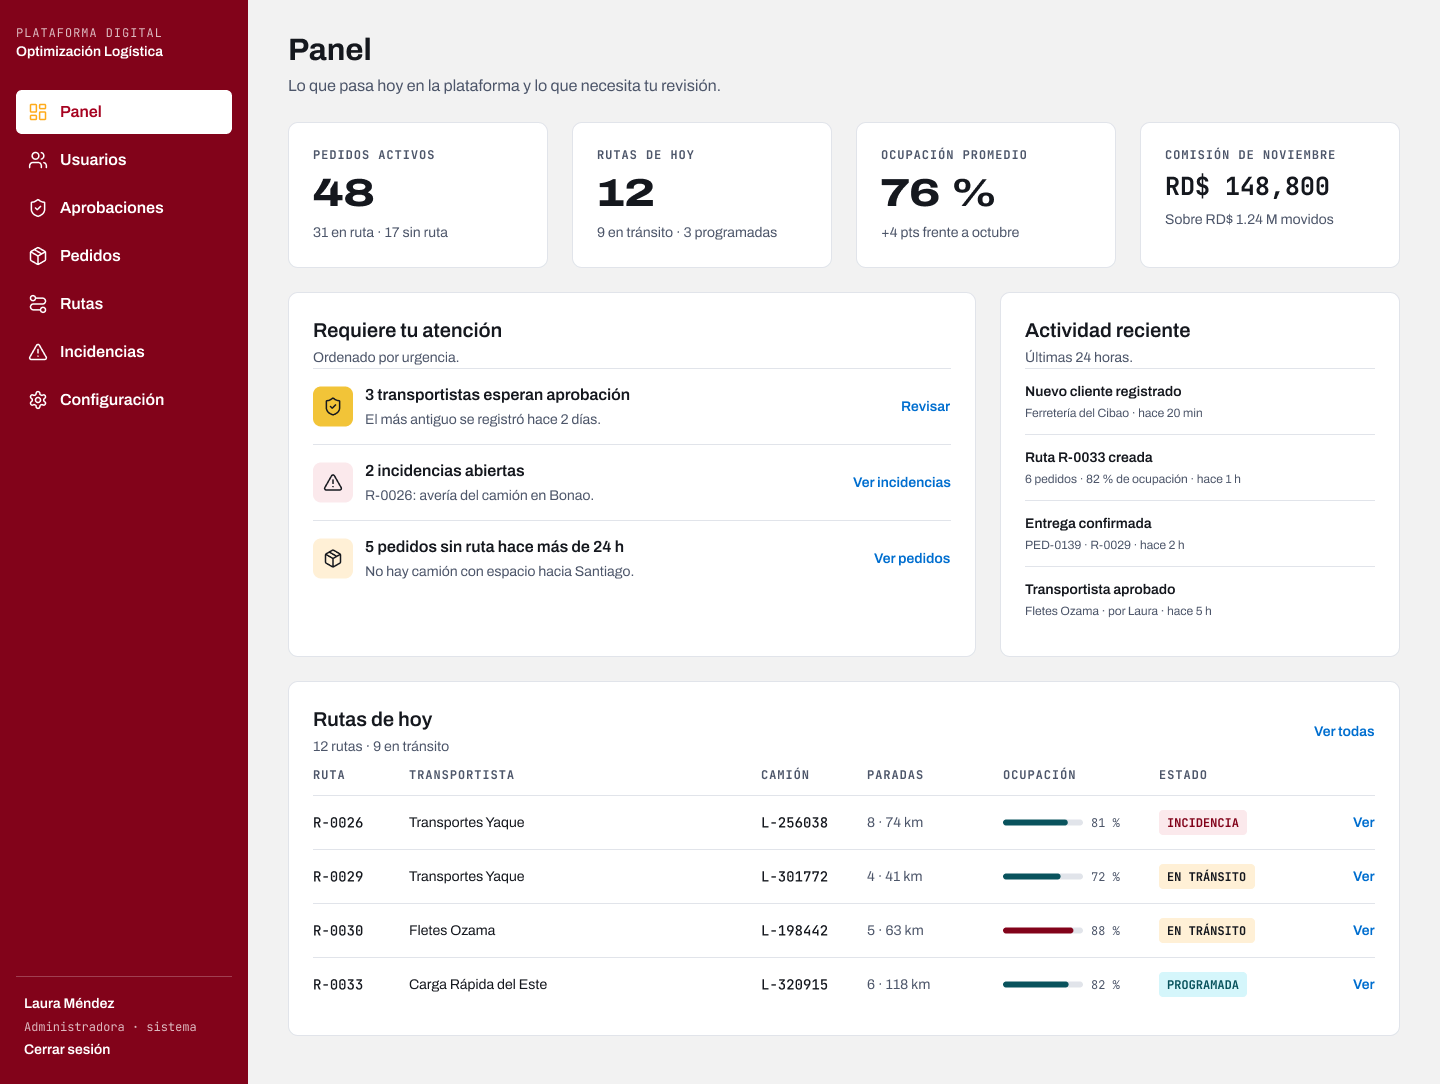 PLATAFORMA DIGITAL
Optimización Logística
Panel
Usuarios
Aprobaciones
Pedidos
Rutas
Incidencias
Configuración
Laura Méndez
Administradora · sistema
Cerrar sesión
Panel
Lo que pasa hoy en la plataforma y lo que necesita tu revisión.
PEDIDOS ACTIVOS
48
31 en ruta · 17 sin ruta
RUTAS DE HOY
12
9 en tránsito · 3 programadas
OCUPACIÓN PROMEDIO
76 %
+4 pts frente a octubre
COMISIÓN DE NOVIEMBRE
RD$ 148,800
Sobre RD$ 1.24 M movidos
Requiere tu atención
Ordenado por urgencia.
3 transportistas esperan aprobación
El más antiguo se registró hace 2 días.
Revisar
2 incidencias abiertas
R-0026: avería del camión en Bonao.
Ver incidencias
5 pedidos sin ruta hace más de 24 h
No hay camión con espacio hacia Santiago.
Ver pedidos
Actividad reciente
Últimas 24 horas.
Nuevo cliente registrado
Ferretería del Cibao · hace 20 min
Ruta R-0033 creada
6 pedidos · 82 % de ocupación · hace 1 h
Entrega confirmada
PED-0139 · R-0029 · hace 2 h
Transportista aprobado
Fletes Ozama · por Laura · hace 5 h
Rutas de hoy
12 rutas · 9 en tránsito
Ver todas
RUTA TRANSPORTISTA CAMIÓN PARADAS OCUPACIÓN ESTADO
R-0026 Transportes Yaque L-256038 8 · 74 km 81 % INCIDENCIA Ver
R-0029 Transportes Yaque L-301772 4 · 41 km 72 % EN TRÁNSITO Ver
R-0030 Fletes Ozama L-198442 5 · 63 km 88 % EN TRÁNSITO Ver
R-0033 Carga Rápida del Este L-320915 6 · 118 km 82 % PROGRAMADA Ver